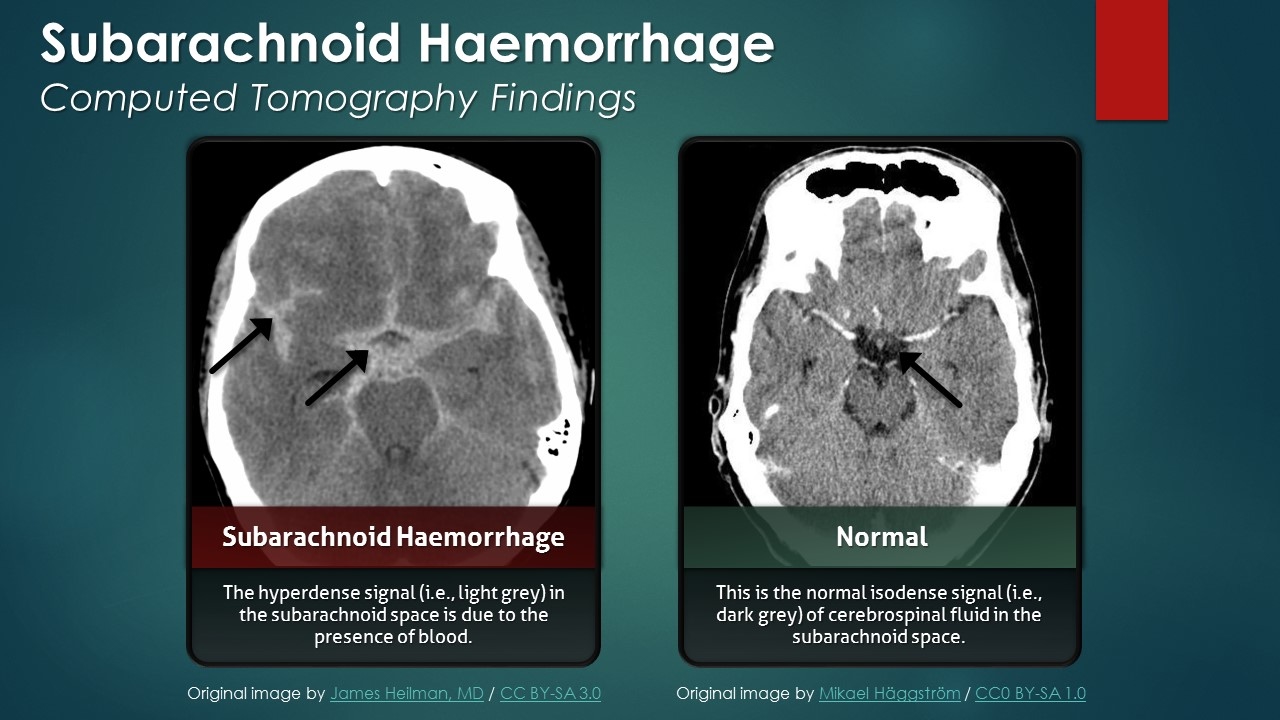 Subarachnoid Haemorrhage
Computed Tomography Findings
Subarachnoid Haemorrhage
The hyperdense signal (i.e., light grey) in
the subarachnoid space is due to the
presence of blood.
Original image by James Heilman, MD / CC BY-SA 3.0
Normal
This is the normal isodense signal (i.e.,
dark grey) of cerebrospinal fluid in the
subarachnoid space.
Original image by Mikael Häggström / CC0 BY-SA 1.0